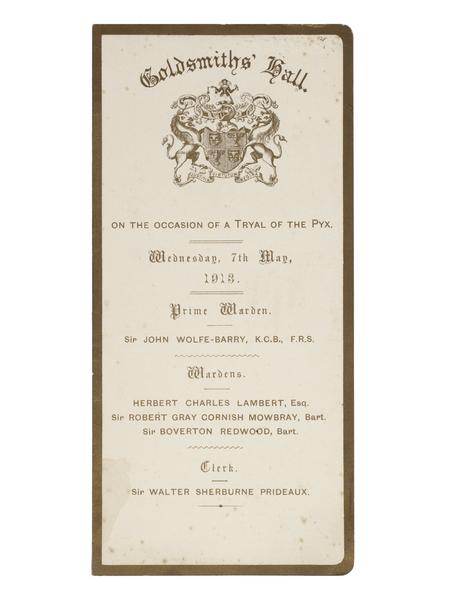 Goldsmiths' Hall.
ON THE OCCASION OF A TRYAL OF THE PYX.
Wednesday, 7th May,
1913.
Prime Warden.
Sir JOHN WOLFE-BARRY, K.C.B., F.R.S.
Wardens.
HERBERT CHARLES LAMBERT, Esq.
Sir ROBERT GRAY CORNISH MOWBRAY, Bart.
Sir BOVERTON REDWOOD, Bart.
Clerk.
Sir WALTER SHERBURNE PRIDEAUX.